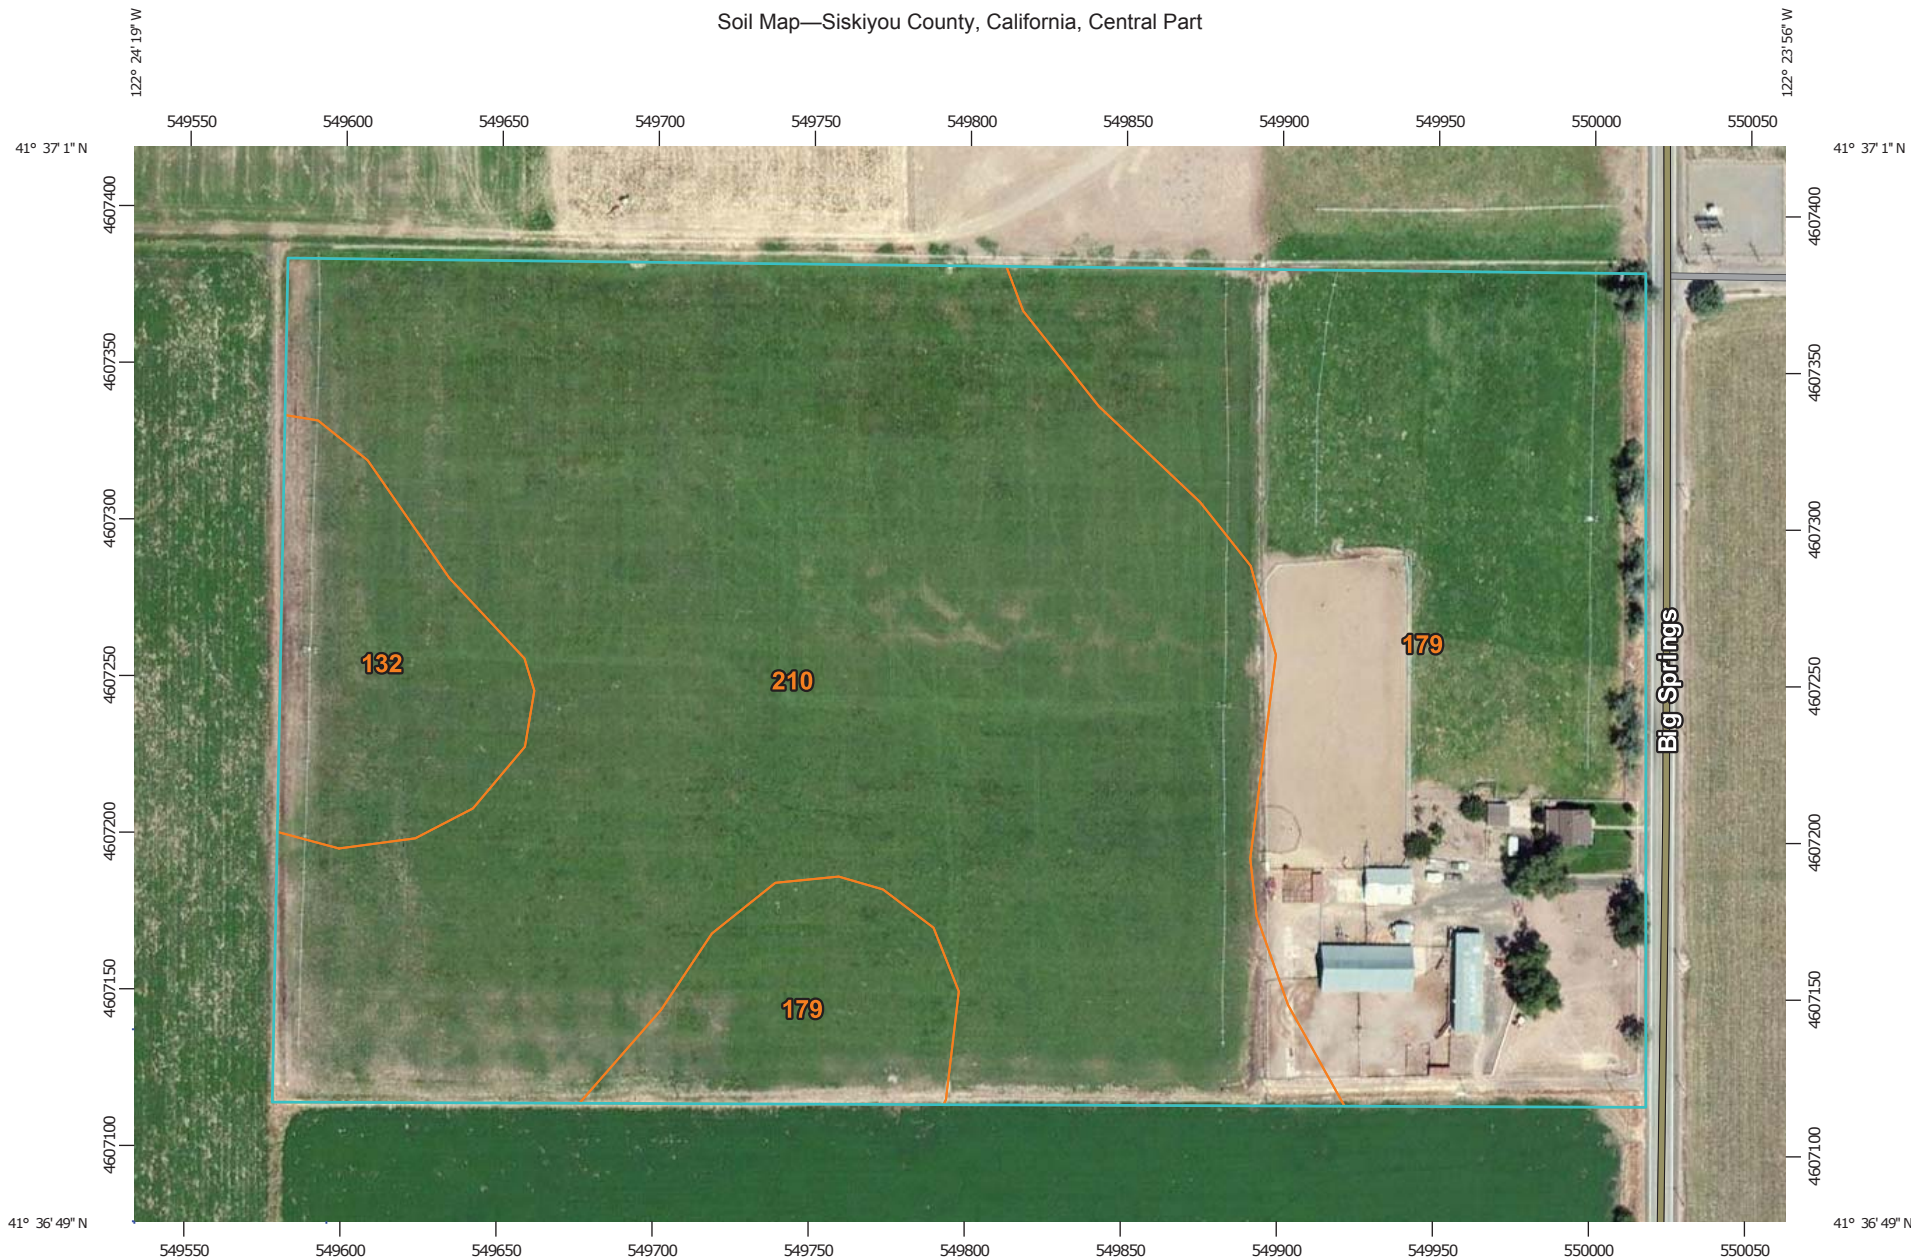 Soil Map—Siskiyou County, California, Central Part
122° 24' 19" W
122° 23' 56" W
549550 549600 549650 549700 549750 549800 549850 549900 549950 550000 550050
41° 37' 1" N
41° 37' 1" N
4607400
4607400
4607350
4607350
4607300
4607300
132
210
179
Big Springs
4607250
4607250
4607200
4607200
179
4607150
4607150
4607100
4607100
41° 36' 49" N
41° 36' 49" N
549550 549600 549650 549700 549750 549800 549850 549900 549950 550000